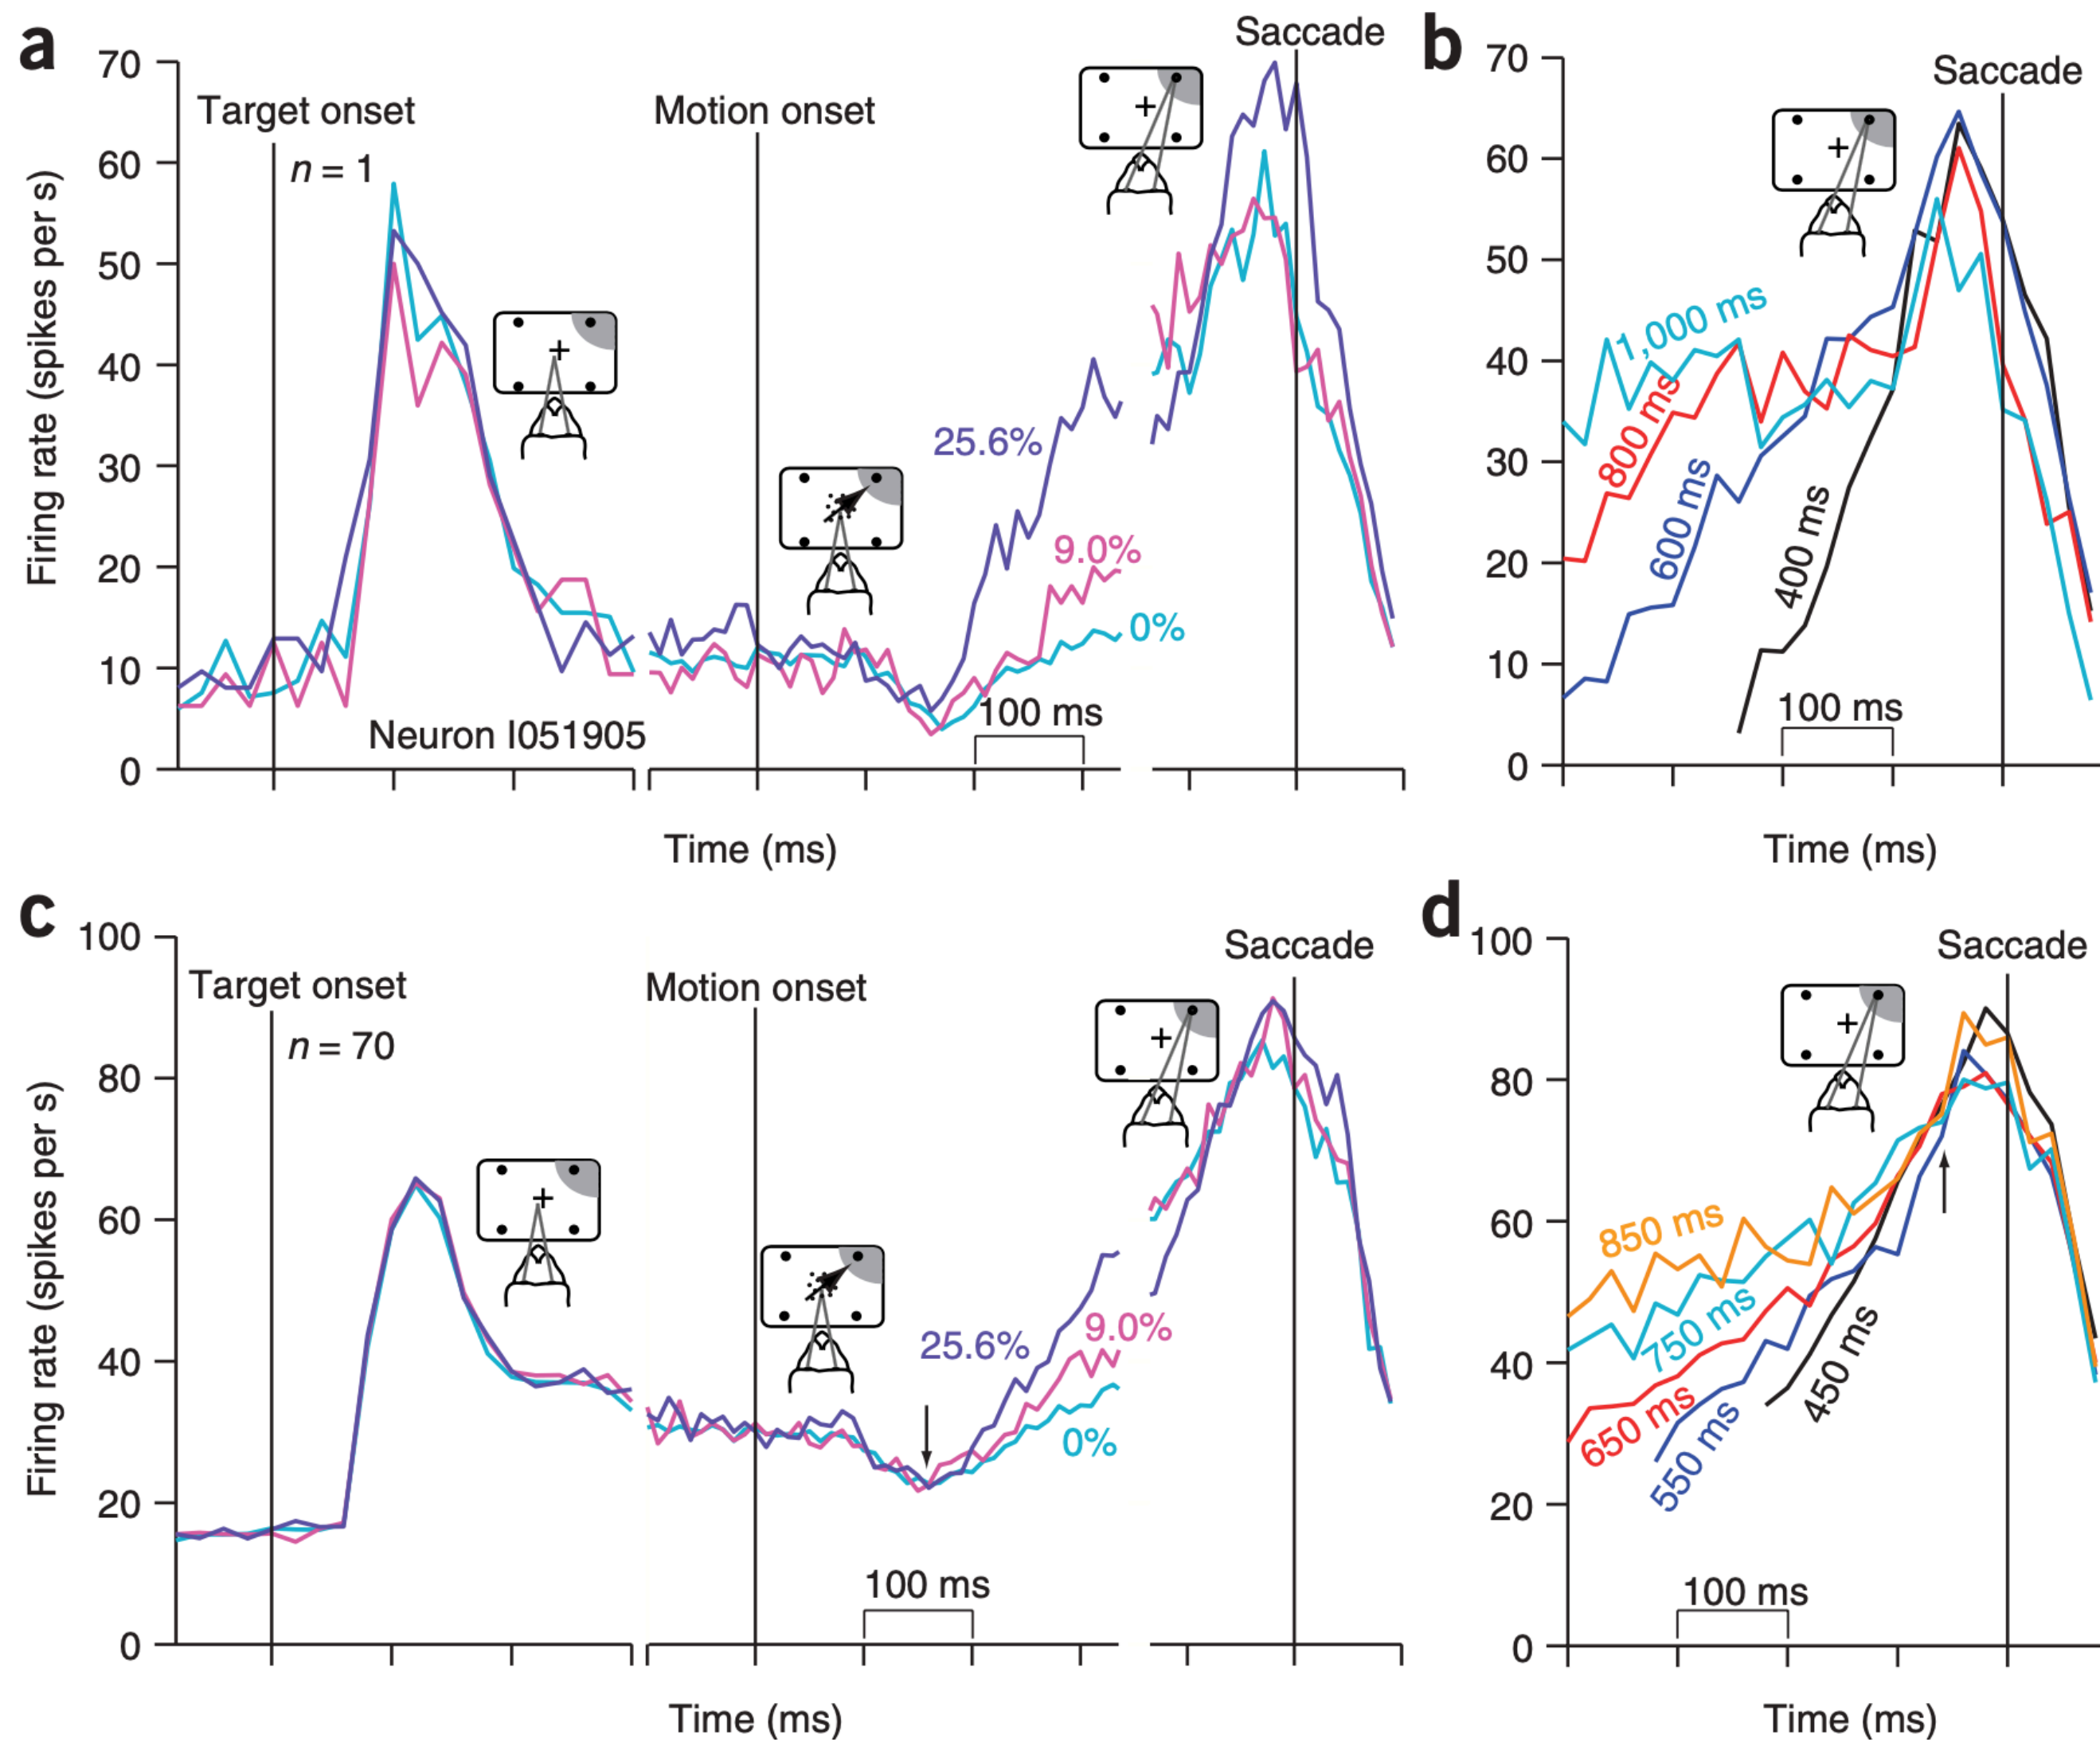 a
Saccade
Target onset
Motion onset
n = 1
70
60
50
40
30
20
10
0
Firing rate (spikes per s)
25.6%
9.0%
0%
100 ms
Neuron I051905
Time (ms)
b
Saccade
70
60
50
40
30
20
10
0
1,000 ms
800 ms
600 ms
400 ms
100 ms
Time (ms)
c
Saccade
Target onset
Motion onset
n = 70
100
80
60
40
20
0
Firing rate (spikes per s)
25.6%
9.0%
0%
100 ms
Time (ms)
d
Saccade
100
80
60
40
20
0
850 ms
750 ms
650 ms
550 ms
450 ms
100 ms
Time (ms)